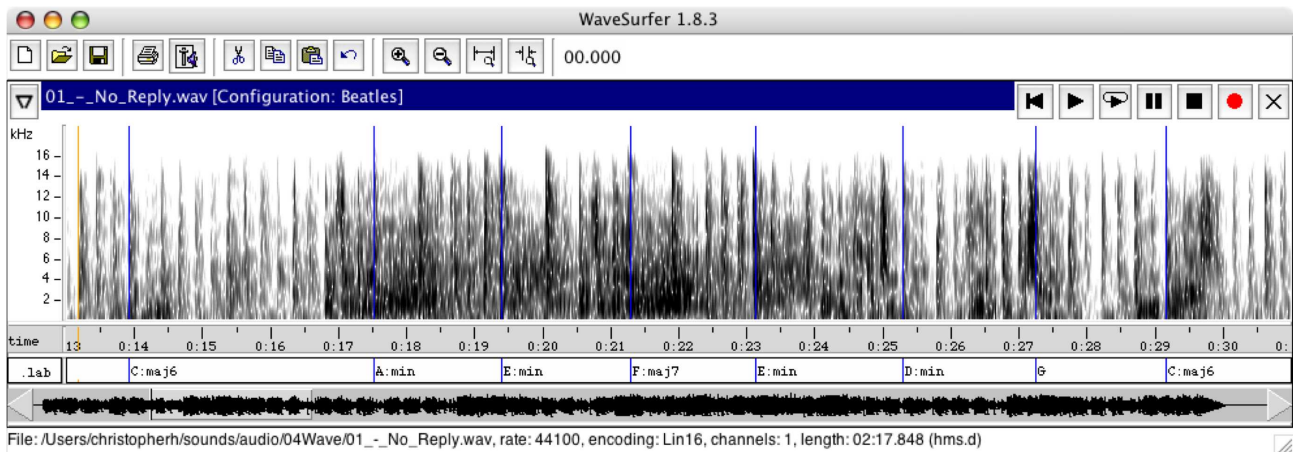 WaveSurfer 1.8.3
00.000
01_-_No_Reply.wav [Configuration: Beatles]
kHz
16
14
12
10
8
6
4
2
time 13 0:14 0:15 0:16 0:17 0:18 0:19 0:20 0:21 0:22 0:23 0:24 0:25 0:26 0:27 0:28 0:29 0:30 0:
.lab C:maj6 A:min E:min F:maj7 E:min D:min G C:maj6
File: /Users/christopherh/sounds/audio/04Wave/01_-_No_Reply.wav, rate: 44100, encoding: Lin16, channels: 1, length: 02:17.848 (hms.d)